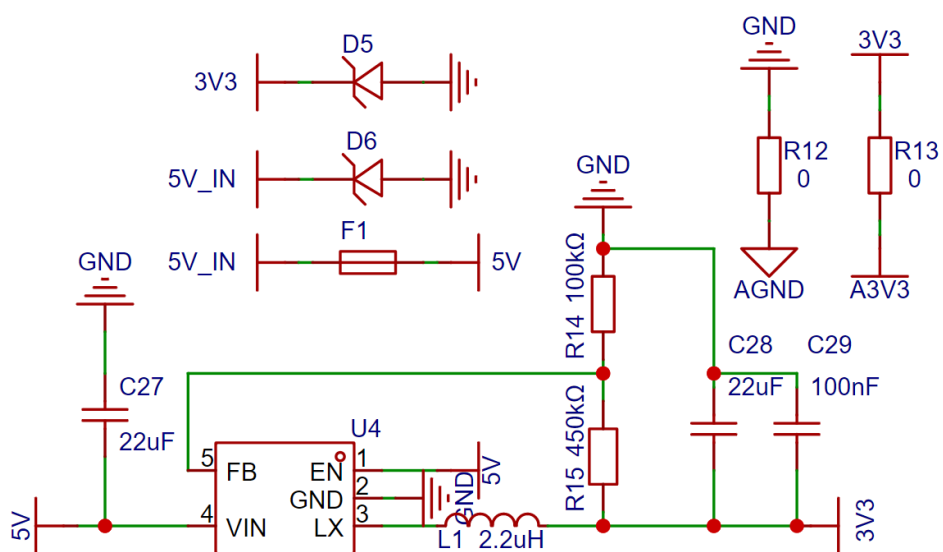 GND
3V3
D5
3V3
D6
5V_IN
R12
0
R13
0
GND
F1
5V_IN
5V
GND
AGND
A3V3
R14 100kΩ
C28
C29
22uF
100nF
C27
22uF
R15 450kΩ
U4
5
FB
EN
1
GND
2
4
VIN
LX
3
5V
GND
5V
L1
2.2uH
3V3